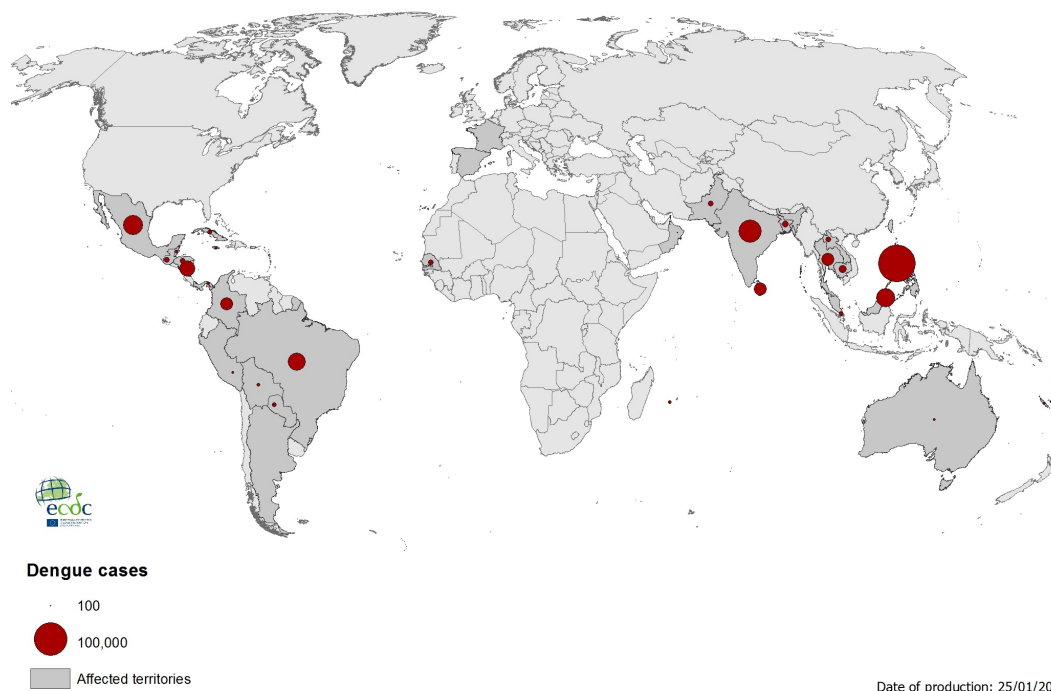 ecdc
Dengue cases
100
100,000
Affected territories
Date of production: 25/01/20